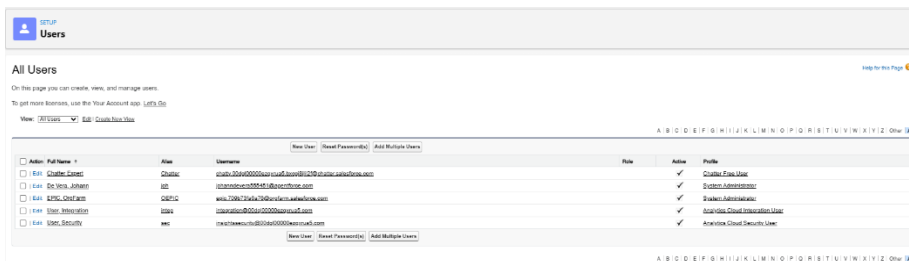 SETUP
Users
All Users
Help for this Page
On this page you can create, view, and manage users.
To get more licenses, use the Your Account app. Let's Go
View: All Users Edit | Create New View
A | B | C | D | E | F | G | H | I | J | K | L | M | N | O | P | Q | R | S | T | U | V | W | X | Y | Z | Other
New User Reset Password(s) Add Multiple Users
Action Full Name Alias Username Role Active Profile
Edit Chatter Expert Chatter Chatter Free User
Edit De Vera, Johann joh System Administrator
Edit EPIC, OrgFarm OEPIC System Administrator
Edit User, Integration integ Analytics Cloud Integration User
Edit User, Security sec Analytics Cloud Security User
New User Reset Password(s) Add Multiple Users
A | B | C | D | E | F | G | H | I | J | K | L | M | N | O | P | Q | R | S | T | U | V | W | X | Y | Z | Other